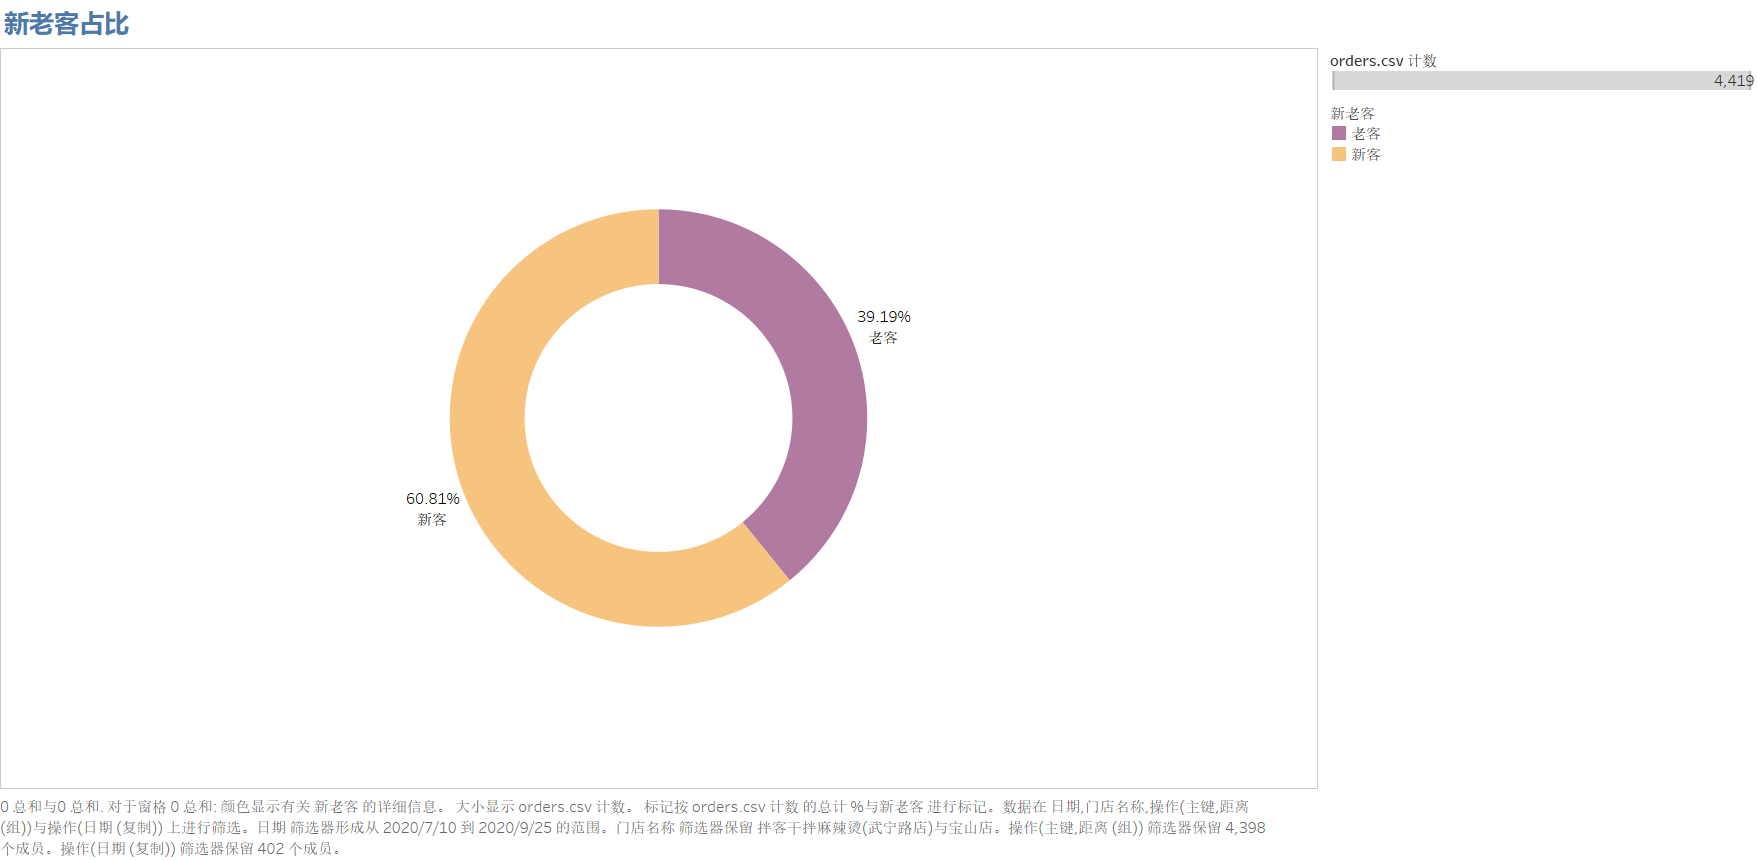 新老客占比
orders.csv 计数
4,419
新老客
老客
新客
39.19%
老客
60.81%
新客
0 总和与0 总和. 对于窗格 0 总和: 颜色显示有关 新老客 的详细信息。 大小显示 orders.csv 计数。 标记按 orders.csv 计数 的总计 %与新老客 进行标记。数据在 日期,门店名称,操作(主键,距离
(组))与操作(日期 (复制)) 上进行筛选。日期 筛选器形成从 2020/7/10 到 2020/9/25 的范围。门店名称 筛选器保留 拌客干拌麻辣烫(武宁路店)与宝山店。操作(主键,距离 (组)) 筛选器保留 4,398
个成员。操作(日期 (复制)) 筛选器保留 402 个成员。